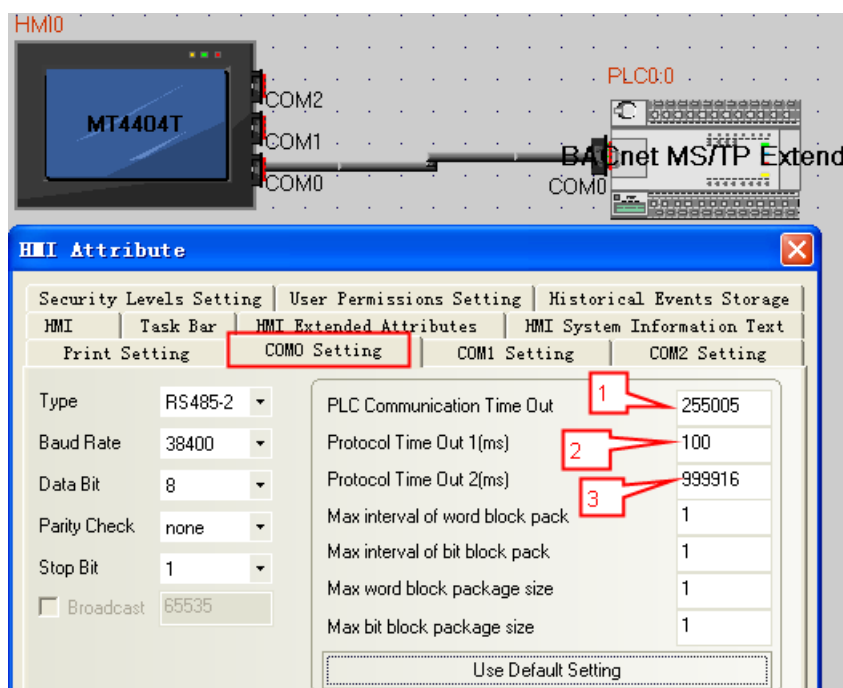 HMI0
PLC0:0
COM2
MT4404T
COM1
BACnet MS/TP Extend
COM0
COM0
HMI Attribute
Security Levels Setting User Permissions Setting Historical Events Storage
HMI Task Bar HMI Extended Attributes HMI System Information Text
Print Setting COM0 Setting COM1 Setting COM2 Setting
Type RS485-2
Baud Rate 38400
Data Bit 8
Parity Check none
Stop Bit 1
Broadcast 65535
PLC Communication Time Out 1 255005
Protocol Time Out 1(ms) 2 100
Protocol Time Out 2(ms) 3 999916
Max interval of word block pack 1
Max interval of bit block pack 1
Max word block package size 1
Max bit block package size 1
Use Default Setting